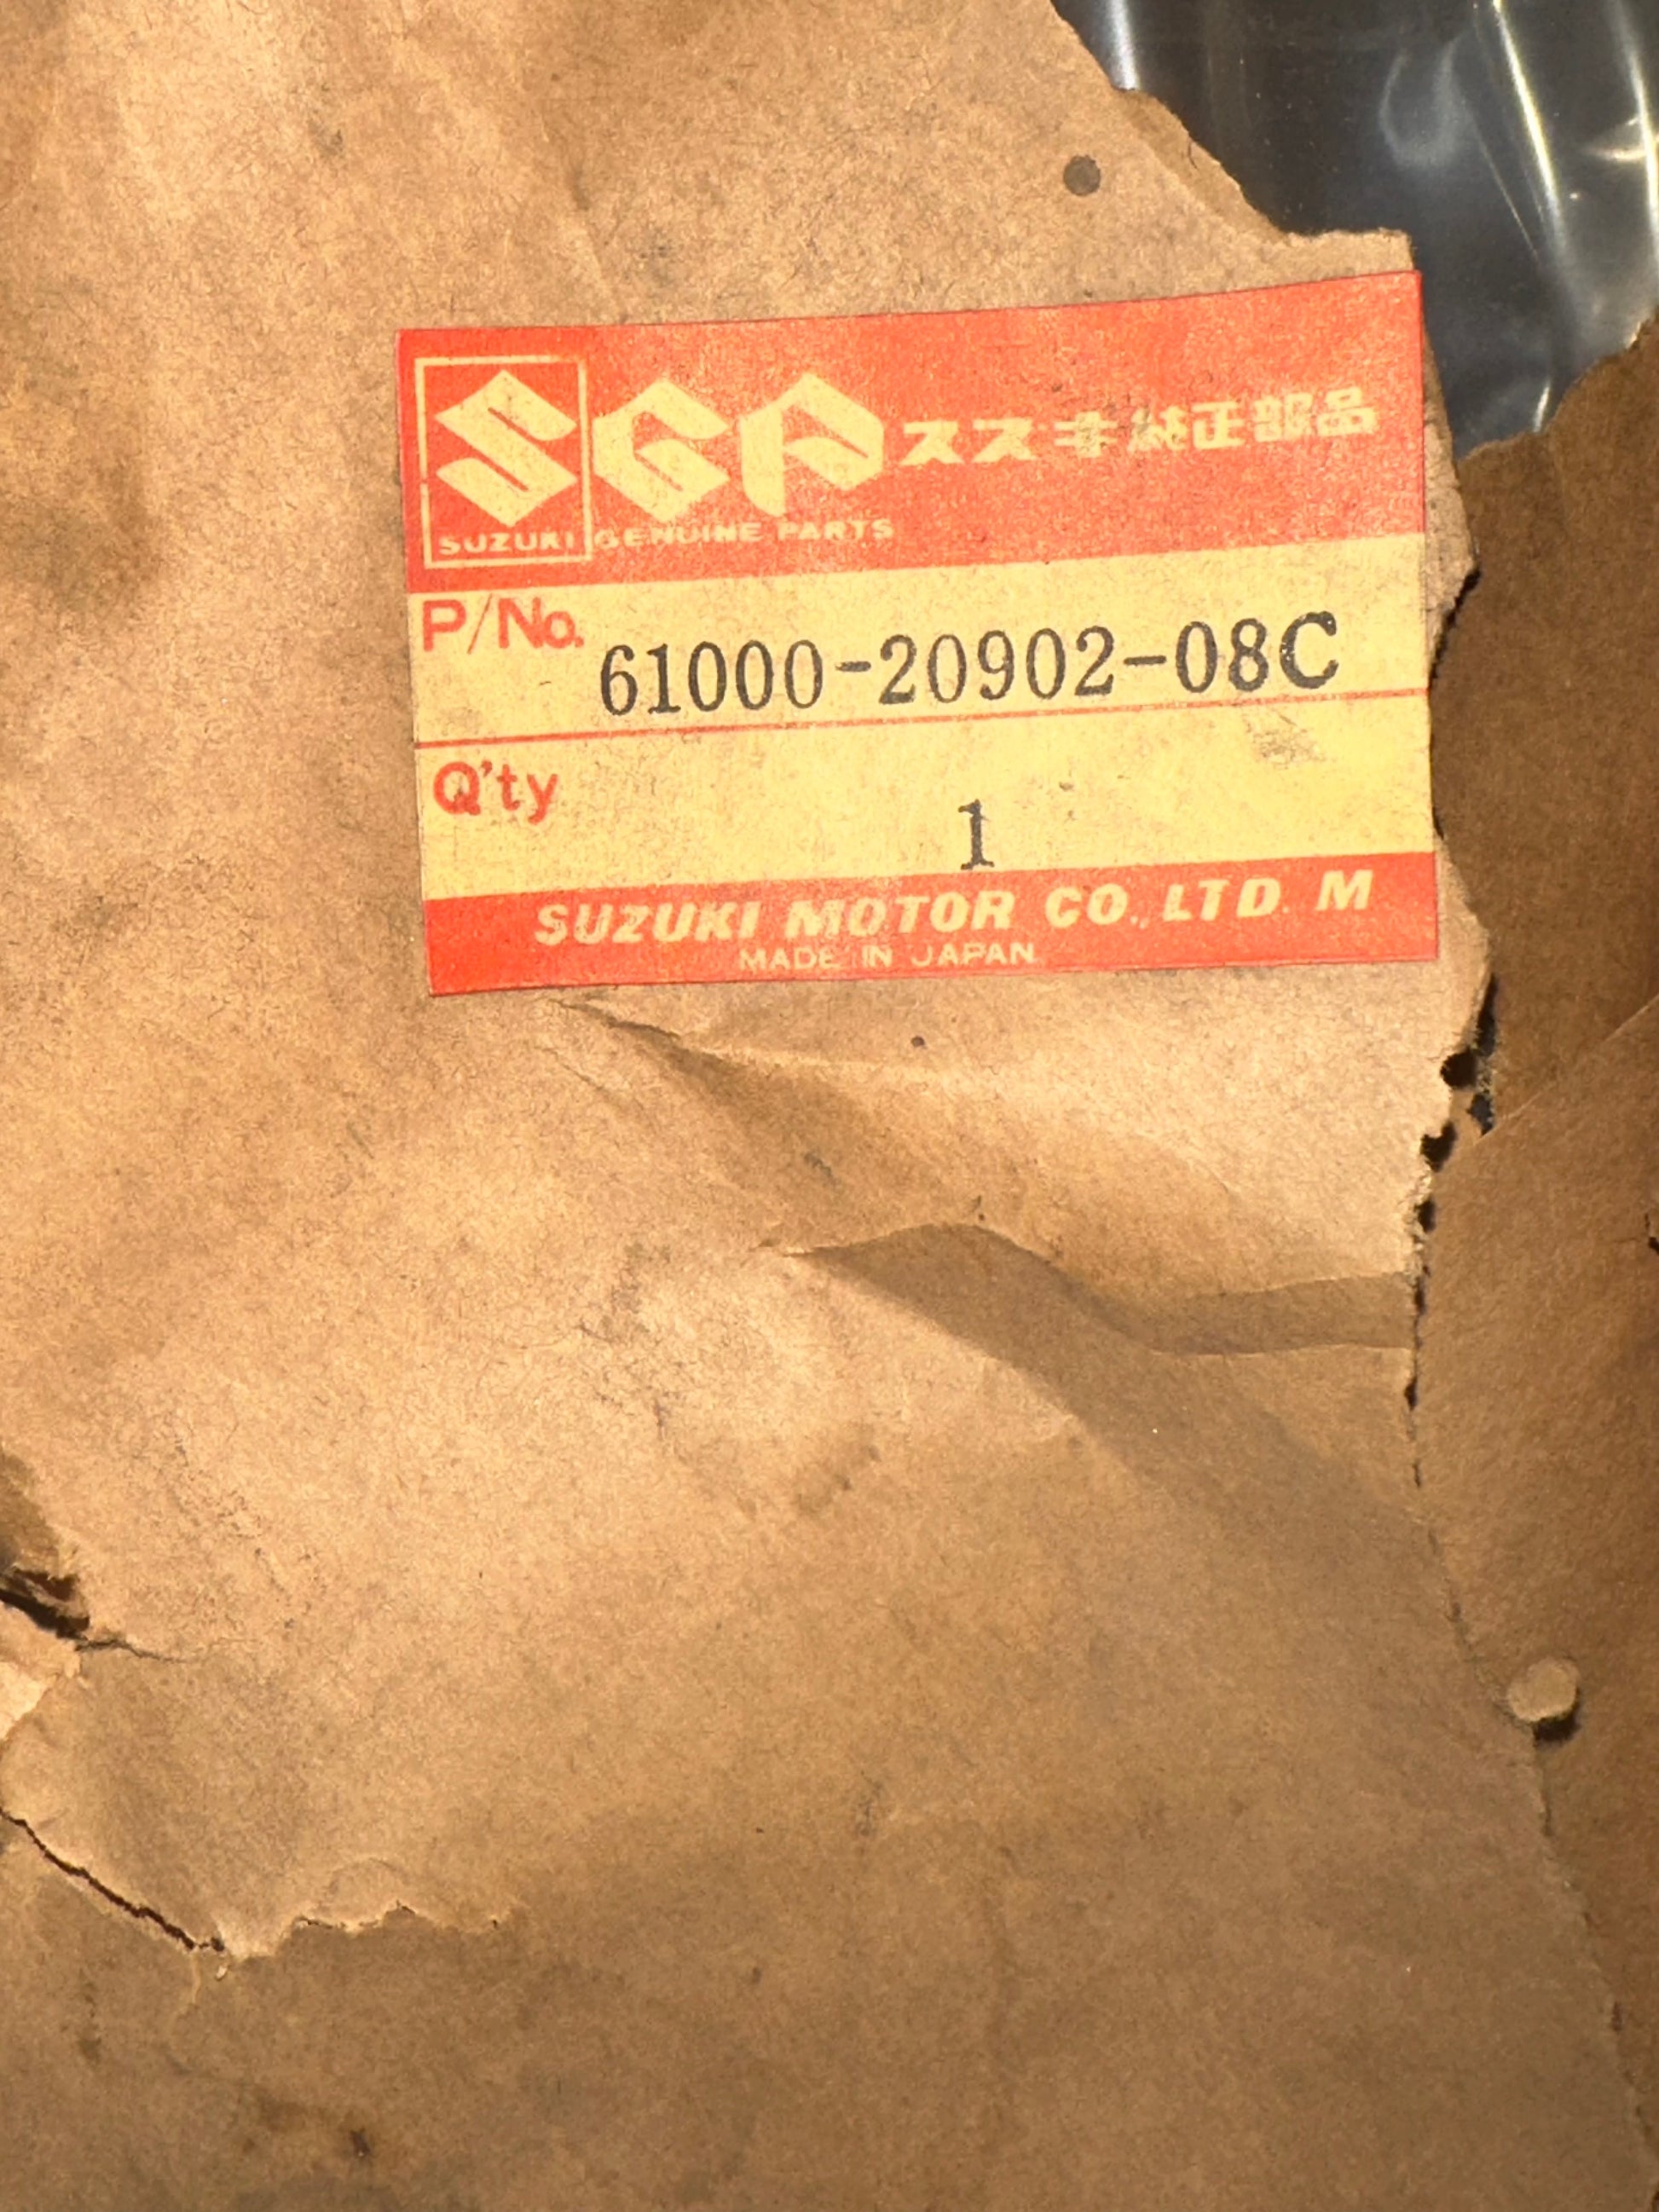 SGP スズキ純正部品
SUZUKI GENUINE PARTS
P/No. 61000-20902-08C
Q'ty 1
SUZUKI MOTOR CO., LTD. M
MADE IN JAPAN